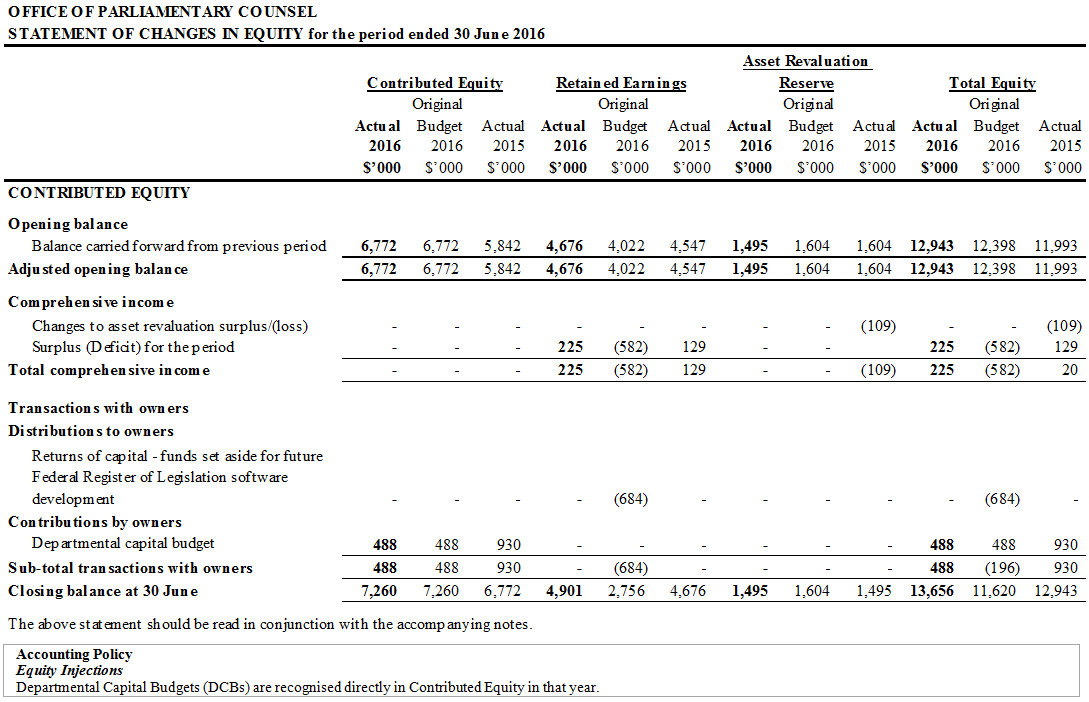 OFFICE OF PARLIAMENTARY COUNSEL
STATEMENT OF CHANGES IN EQUITY for the period ended 30 June 2016
Asset Revaluation
Contributed Equity Retained Earnings Reserve Total Equity
Original Original Original Original
Actual Budget Actual Actual Budget Actual Actual Budget Actual Actual Budget Actual
2016 2016 2015 2016 2016 2015 2016 2016 2015 2016 2016 2015
$’000 $’000 $’000 $’000 $’000 $’000 $’000 $’000 $’000 $’000 $’000 $’000
CONTRIBUTED EQUITY
Opening balance
Balance carried forward from previous period 6,772 6,772 5,842 4,676 4,022 4,547 1,495 1,604 1,604 12,943 12,398 11,993
Adjusted opening balance 6,772 6,772 5,842 4,676 4,022 4,547 1,495 1,604 1,604 12,943 12,398 11,993
Comprehensive income
Changes to asset revaluation surplus/(loss) - - - - - - - - (109) - - (109)
Surplus (Deficit) for the period - - - 225 (582) 129 - - 225 (582) 129
Total comprehensive income - - - 225 (582) 129 - - (109) 225 (582) 20
Transactions with owners
Distributions to owners
Returns of capital - funds set aside for future
Federal Register of Legislation software
development - - - - (684) - - - - - (684) -
Contributions by owners
Departmental capital budget 488 488 930 - - - - - - 488 488 930
Sub-total transactions with owners 488 488 930 - (684) - - - - 488 (196) 930
Closing balance at 30 June 7,260 7,260 6,772 4,901 2,756 4,676 1,495 1,604 1,495 13,656 11,620 12,943
The above statement should be read in conjunction with the accompanying notes.
Accounting Policy
Equity Injections
Departmental Capital Budgets (DCBs) are recognised directly in Contributed Equity in that year.